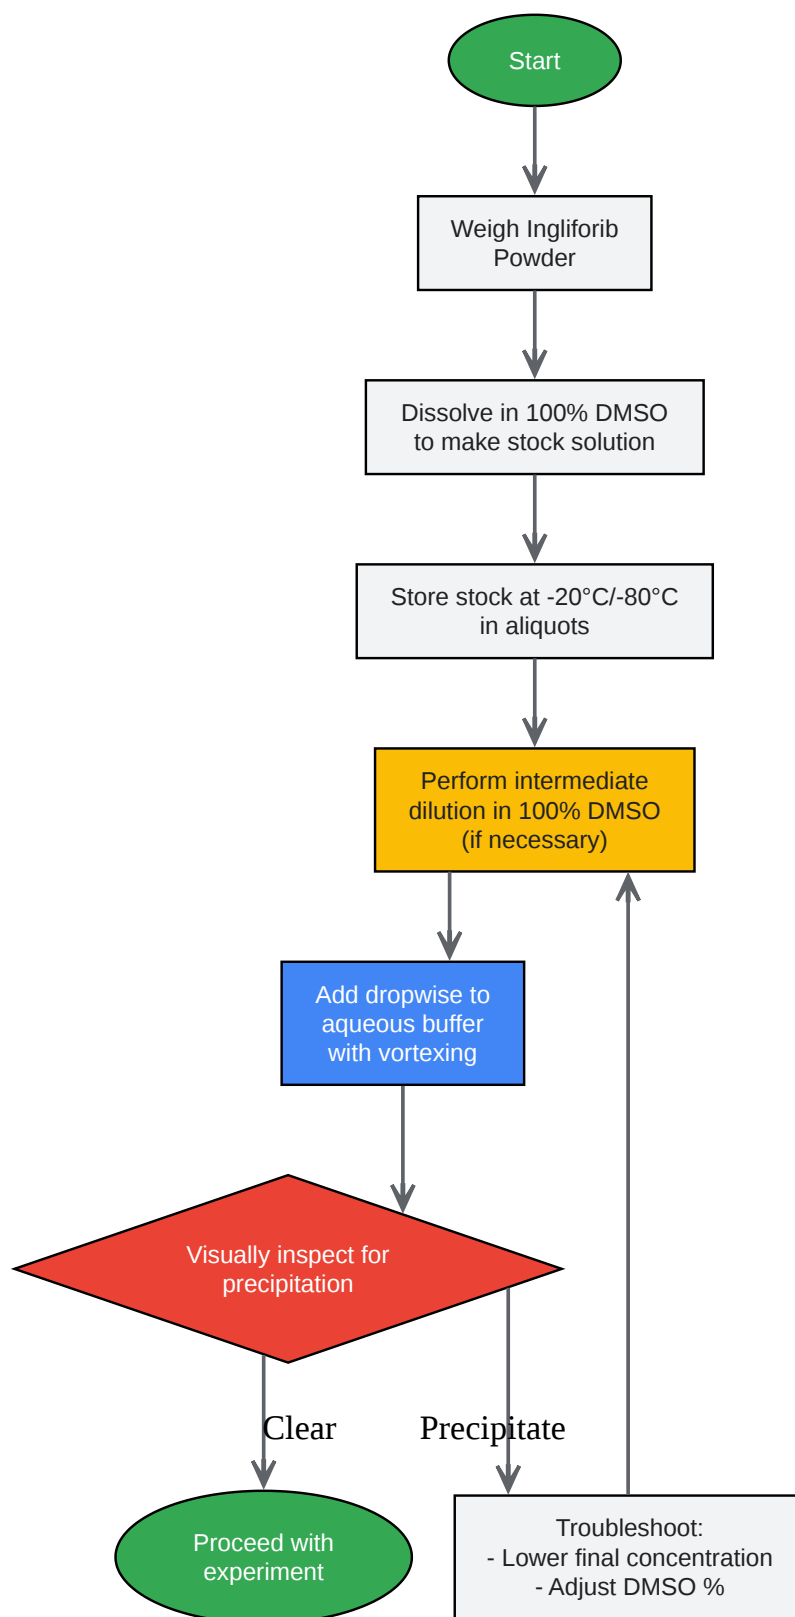 Start
Weigh Ingliforib
Powder
Dissolve in 100% DMSO
to make stock solution
Store stock at -20°C/-80°C
in aliquots
Perform intermediate
dilution in 100% DMSO
(if necessary)
Add dropwise to
aqueous buffer
with vortexing
Visually inspect for
precipitation
Clear
Precipitate
Proceed with
experiment
Troubleshoot:
- Lower final concentration
- Adjust DMSO %